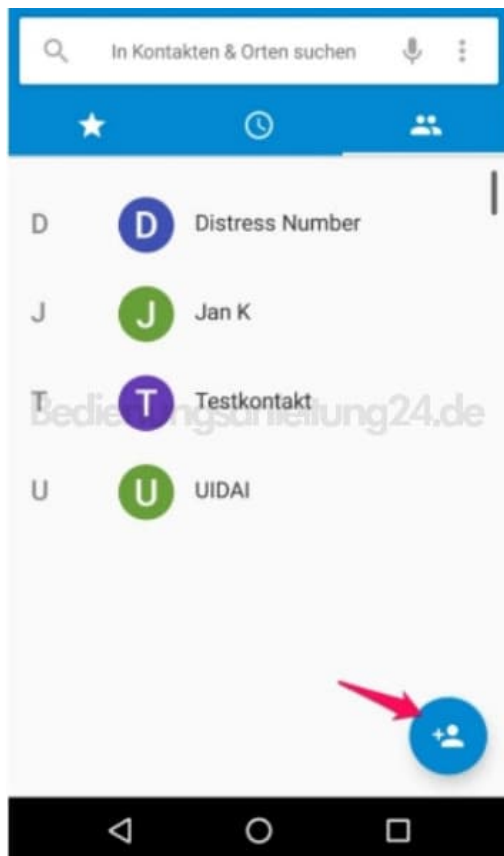 In Kontakten & Orten suchen
D D Distress Number
J J Jan K
T T Testkontakt
Bedienungsanleitung24.de
U U UIDAI